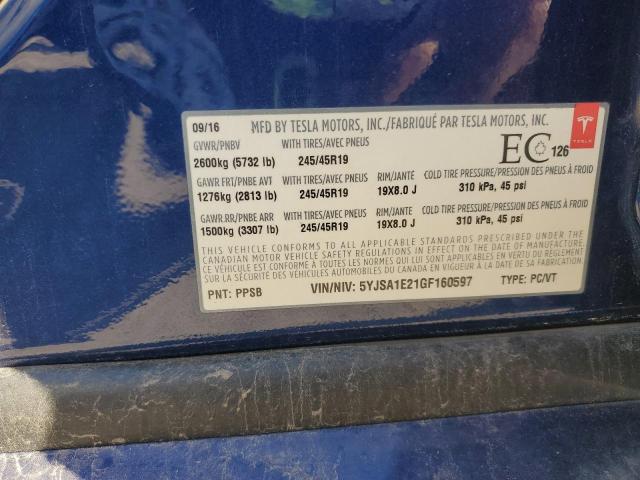 09/16 MFD BY TESLA MOTORS, INC./FABRIQUÉ PAR TESLA MOTORS, INC.
GVWR/PNBV WITH TIRES/AVEC PNEUS
2600kg (5732 lb) 245/45R19
EC 126
TESLA
GAWR FRT/PNBE AVT WITH TIRES/AVEC PNEUS RIM/JANTÉ COLD TIRE PRESSURE/PRESSION DES PNEUS À FROID
1276kg (2813 lb) 245/45R19 19X8.0 J 310 kPa, 45 psi
GAWR.RR/PNBE ARR WITH TIRES/AVEC PNEUS RIM/JANTE COLD TIRE PRESSURE/PRESSION DES PNEUS À FROID
1500kg (3307 lb) 245/45R19 19X8.0 J 310 kPa, 45 psi
THIS VEHICLE CONFORMS TO ALL APPLICABLE STANDARDS PRESCRIBED UNDER THE
CANADIAN MOTOR VEHICLE SAFETY REGULATIONS IN EFFECT ON THE DATE OF MANUFACTURE/
CE VÉHICULE EST CONFORME À TOUTES LES NORMES QUI LUI SONT APPLICABLES EN VERTU DU RÈGLEMENT
SUR LA SÉCURITÉ DES VÉHICULES AUTOMOBILES DU CANADA EN VIGUEUR À LA DATE DE SA FABRICATION
PNT: PPSB VIN/NIV: 5YJSA1E21GF160597 TYPE: PC/VT